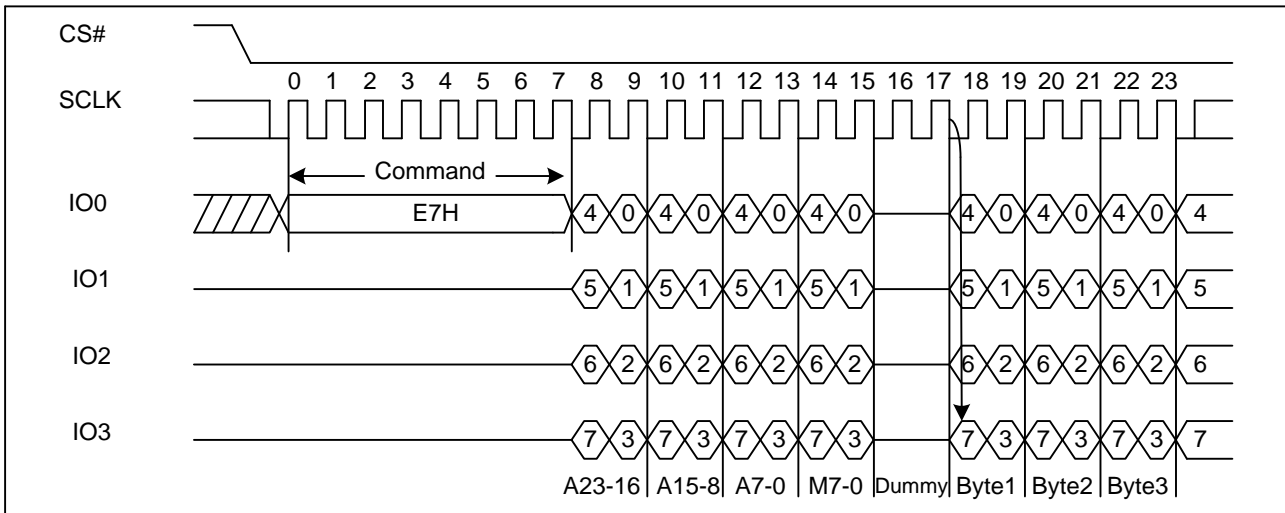 CS#
0 1 2 3 4 5 6 7 8 9 10 11 12 13 14 15 16 17 18 19 20 21 22 23
SCLK
Command
IO0 E7H 4 0 4 0 4 0 4 0 4 0 4 0 4 0 4
IO1 5 1 5 1 5 1 5 1 5 1 5 1 5 1 5
IO2 6 2 6 2 6 2 6 2 6 2 6 2 6 2 6
IO3 7 3 7 3 7 3 7 3 7 3 7 3 7 3 7
A23-16 A15-8 A7-0 M7-0 Dummy Byte1 Byte2 Byte3